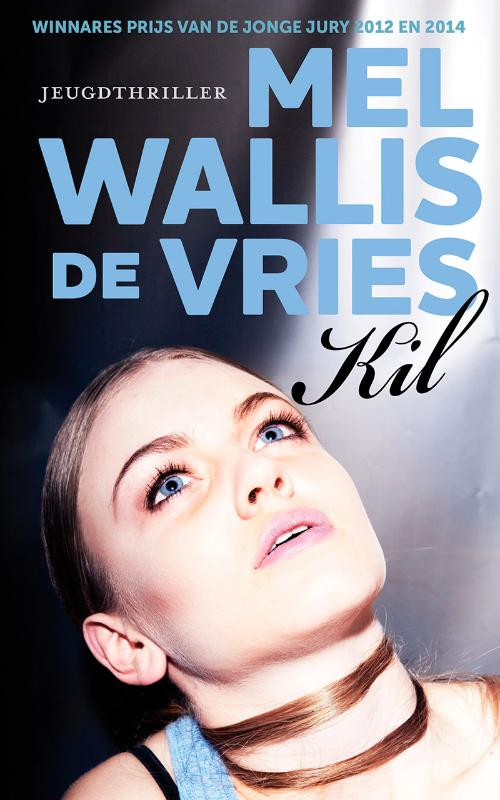 WINNARES PRIJS VAN DE JONGE JURY 2012 EN 2014
JEUGDTHRILLER
MEL
WALLIS
DE VRIES
Kil